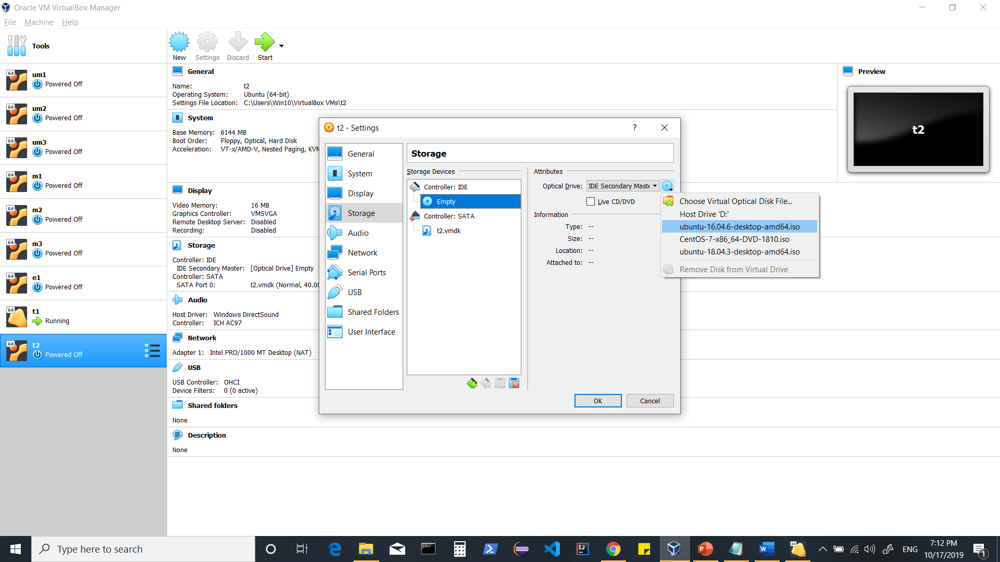 Oracle VM VirtualBox Manager
File Machine Help
Tools
New Settings Discard Start
64
um1
Powered Off
64
um2
Powered Off
64
um3
Powered Off
64
m1
Powered Off
64
m2
Powered Off
64
m3
Powered Off
64
e1
Powered Off
64
t1
Running
64
t2
Powered Off
General
Name: t2
Operating System: Ubuntu (64-bit)
Settings File Location: C:\Users\Win10\VirtualBox VMs\t2
System
Base Memory: 6144 MB
Boot Order: Floppy, Optical, Hard Disk
Acceleration: VT-x/AMD-V, Nested Paging, KVM
Display
Video Memory: 16 MB
Graphics Controller: VMSVGA
Remote Desktop Server: Disabled
Recording: Disabled
Storage
Controller: IDE
IDE Secondary Master: [Optical Drive] Empty
Controller: SATA
SATA Port 0: t2.vmdk (Normal, 40.00
Audio
Host Driver: Windows DirectSound
Controller: ICH AC97
Network
Adapter 1: Intel PRO/1000 MT Desktop (NAT)
USB
USB Controller: OHCI
Device Filters: 0 (0 active)
Shared folders
None
Description
None
Preview
t2
t2 - Settings ?
General
System
Display
Storage
Audio
Network
Serial Ports
USB
Shared Folders
User Interface
Storage
Storage Devices
Controller: IDE
Empty
Controller: SATA
t2.vmdk
Attributes
Optical Drive: IDE Secondary Maste
Live CD/DVD
Information
Type: --
Size: --
Location: --
Attached to: --
Choose Virtual Optical Disk File...
Host Drive 'D:'
ubuntu-16.04.6-desktop-amd64.iso
CentOS-7-x86_64-DVD-1810.iso
ubuntu-18.04.3-desktop-amd64.iso
Remove Disk from Virtual Drive
OK Cancel
Type here to search
ENG
7:12 PM
10/17/2019
1